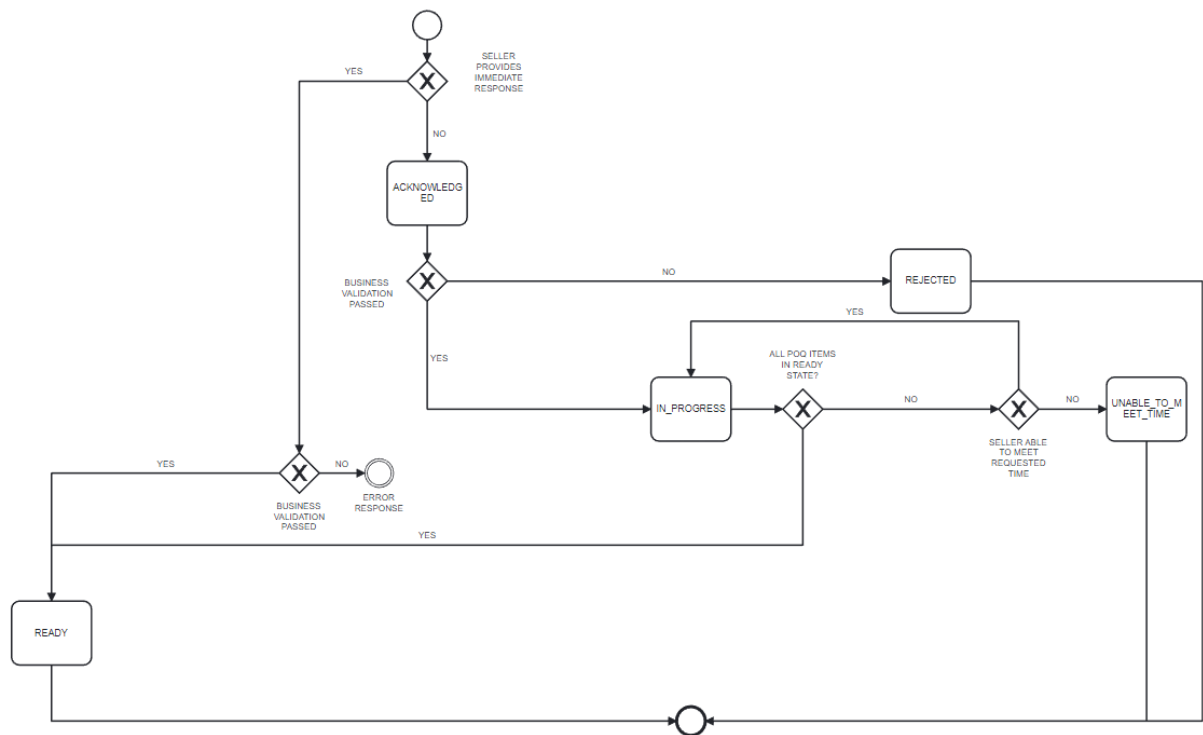 SELLER
PROVIDES
IMMEDIATE
RESPONSE
YES
NO
ACKNOWLEDG
ED
BUSINESS
VALIDATION
PASSED
NO
REJECTED
YES
YES
ALL POQ ITEMS
IN READY
STATE?
IN_PROGRESS
NO
NO
UNABLE_TO_M
EET_TIME
SELLER ABLE
TO MEET
REQUESTED
TIME
YES
NO
ERROR
RESPONSE
BUSINESS
VALIDATION
PASSED
YES
READY